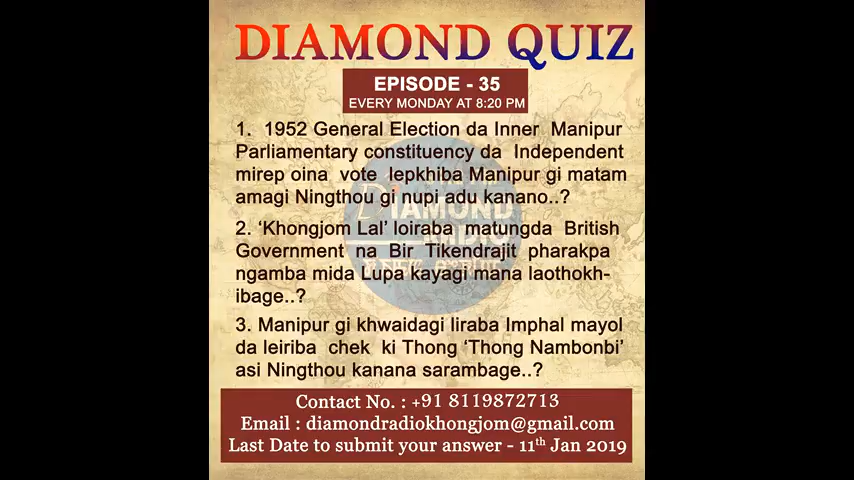 DIAMOND QUIZ
EPISODE - 35
EVERY MONDAY AT 8:20 PM
1. 1952 General Election da Inner Manipur
Parliamentary constituency da Independent
mirep oina vote lepkhiba Manipur gi matam
amagi Ningthou gi nupi adu kanano..?
2. ‘Khongjom Lal’ loiraba matungda British
Government na Bir Tikendrajit pharakpa
ngamba mida Lupa kayagi mana laothokh-
ibage..?
3. Manipur gi khwaidagi liraba Imphal mayol
da leiriba chek ki Thong ‘Thong Nambonbi’
asi Ningthou kanana sarambage..?
DIAMOND
Contact No. : +91 8119872713
Email : diamondradiokhongjom@gmail.com
Last Date to submit your answer - 11th Jan 2019